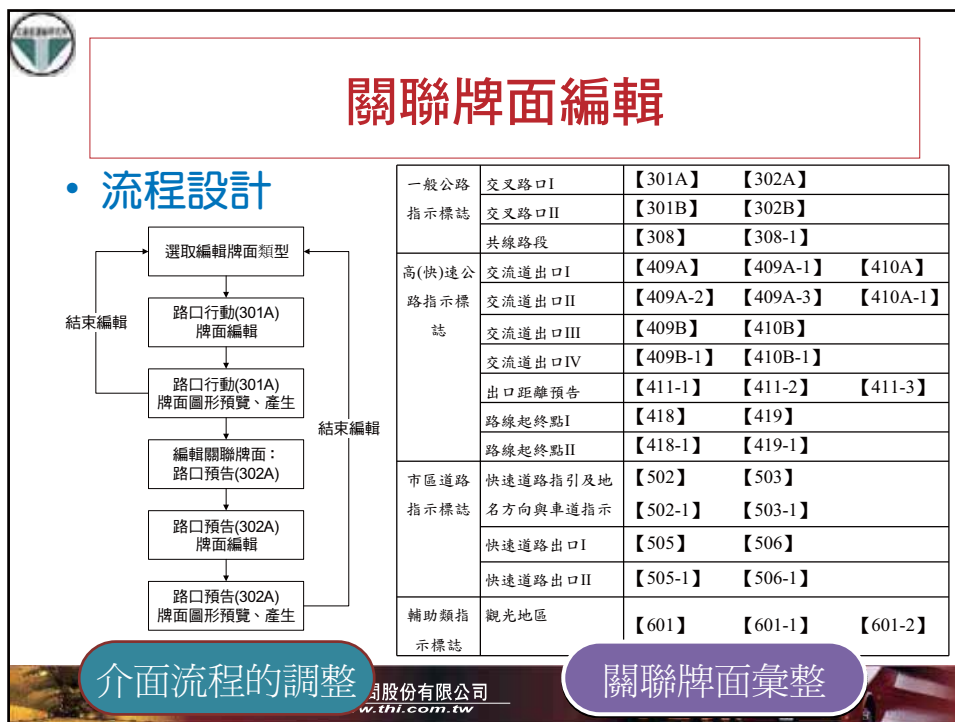 關聯牌面編輯
• 流程設計
選取編輯牌面類型
路口行動(301A)
牌面編輯
結束編輯
路口行動(301A)
牌面圖形預覽、產生
結束編輯
編輯關聯牌面：
路口預告(302A)
路口預告(302A)
牌面編輯
路口預告(302A)
牌面圖形預覽、產生
一般公路 交叉路口I 【301A】 【302A】
指示標誌 交叉路口II 【301B】 【302B】
共線路段 【308】 【308-1】
高(快)速公 交流道出口I 【409A】 【409A-1】 【410A】
路指示標 交流道出口II 【409A-2】 【409A-3】 【410A-1】
誌 交流道出口III 【409B】 【410B】
交流道出口IV 【409B-1】 【410B-1】
出口距離預告 【411-1】 【411-2】 【411-3】
路線起終點I 【418】 【419】
路線起終點II 【418-1】 【419-1】
市區道路 快速道路指引及地 【502】 【503】
指示標誌 名方向與車道指示 【502-1】 【503-1】
快速道路出口I 【505】 【506】
快速道路出口II 【505-1】 【506-1】
輔助類指 觀光地區 【601】 【601-1】 【601-2】
示標誌
介面流程的調整
關聯牌面彙整
股份有限公司
w.thi.com.tw